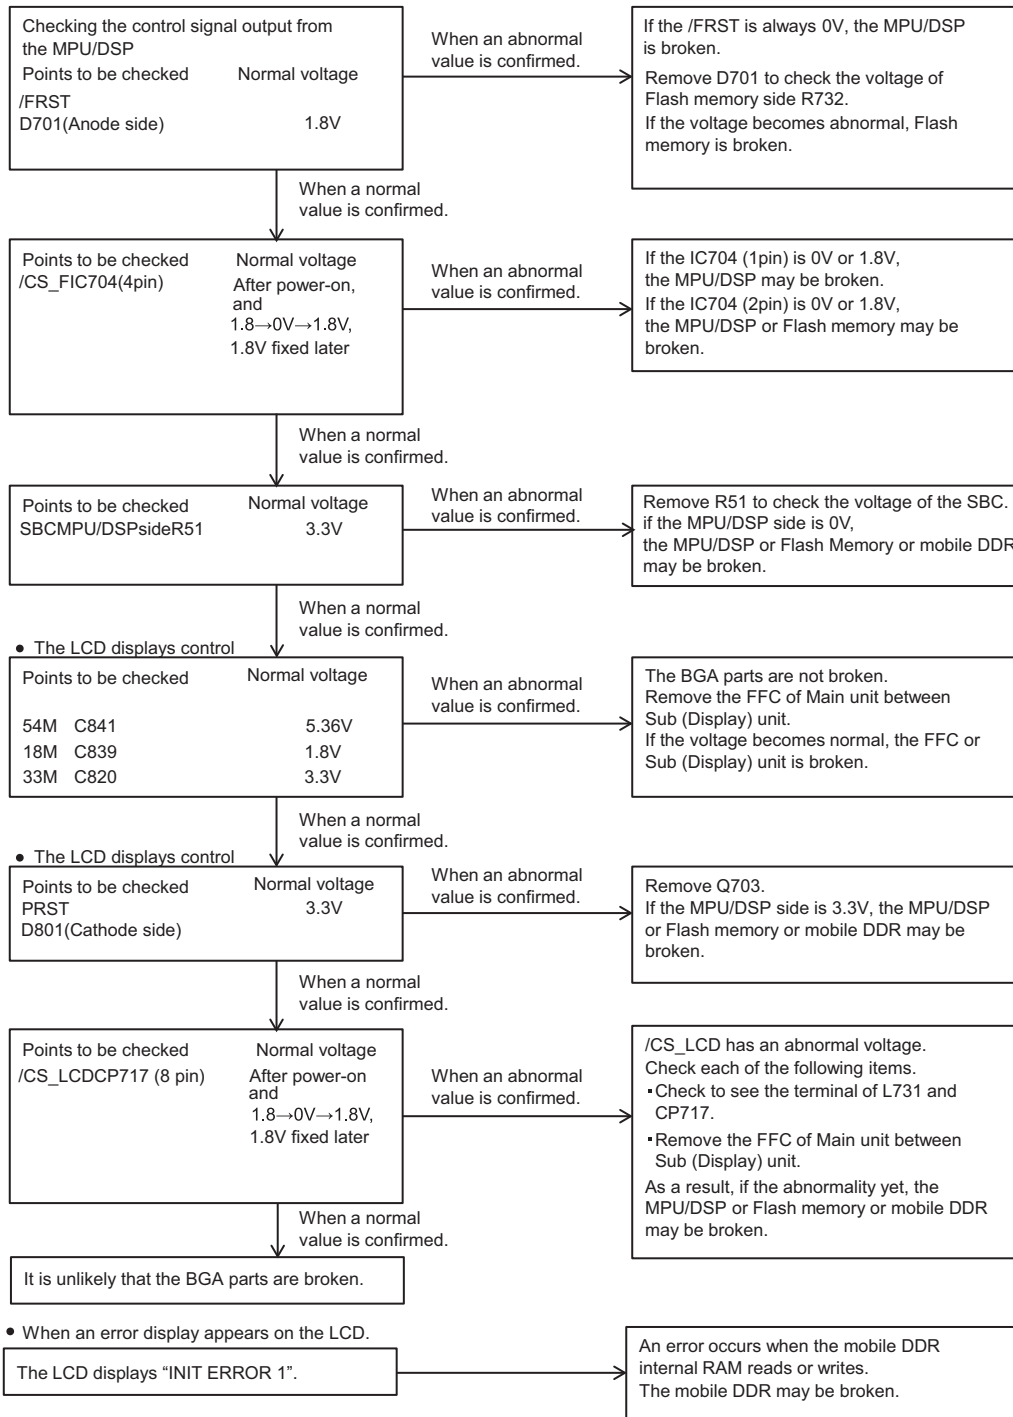 Checking the control signal output from
the MPU/DSP
Points to be checked Normal voltage
/FRST
D701(Anode side) 1.8V
When an abnormal
value is confirmed.
If the /FRST is always 0V, the MPU/DSP
is broken.
Remove D701 to check the voltage of
Flash memory side R732.
If the voltage becomes abnormal, Flash
memory is broken.
When a normal
value is confirmed.
Points to be checked Normal voltage
/CS_FIC704(4pin) After power-on,
and
1.8→0V→1.8V,
1.8V fixed later
When an abnormal
value is confirmed.
If the IC704 (1pin) is 0V or 1.8V,
the MPU/DSP may be broken.
If the IC704 (2pin) is 0V or 1.8V,
the MPU/DSP or Flash memory may be
broken.
When a normal
value is confirmed.
Points to be checked Normal voltage
SBCMPU/DSPsideR51 3.3V
When an abnormal
value is confirmed.
Remove R51 to check the voltage of the SBC.
if the MPU/DSP side is 0V,
the MPU/DSP or Flash Memory or mobile DDR
may be broken.
When a normal
value is confirmed.
• The LCD displays control
Points to be checked Normal voltage
54M C841 5.36V
18M C839 1.8V
33M C820 3.3V
When an abnormal
value is confirmed.
The BGA parts are not broken.
Remove the FFC of Main unit between
Sub (Display) unit.
If the voltage becomes normal, the FFC or
Sub (Display) unit is broken.
When a normal
value is confirmed.
• The LCD displays control
Points to be checked Normal voltage
PRST 3.3V
D801(Cathode side)
When an abnormal
value is confirmed.
Remove Q703.
If the MPU/DSP side is 3.3V, the MPU/DSP
or Flash memory or mobile DDR may be
broken.
When a normal
value is confirmed.
Points to be checked Normal voltage
/CS_LCDCP717 (8 pin) After power-on
and
1.8→0V→1.8V,
1.8V fixed later
When an abnormal
value is confirmed.
/CS_LCD has an abnormal voltage.
Check each of the following items.
・Check to see the terminal of L731 and
CP717.
・Remove the FFC of Main unit between
Sub (Display) unit.
As a result, if the abnormality yet, the
MPU/DSP or Flash memory or mobile DDR
may be broken.
When a normal
value is confirmed.
It is unlikely that the BGA parts are broken.
• When an error display appears on the LCD.
The LCD displays “INIT ERROR 1”.
An error occurs when the mobile DDR
internal RAM reads or writes.
The mobile DDR may be broken.